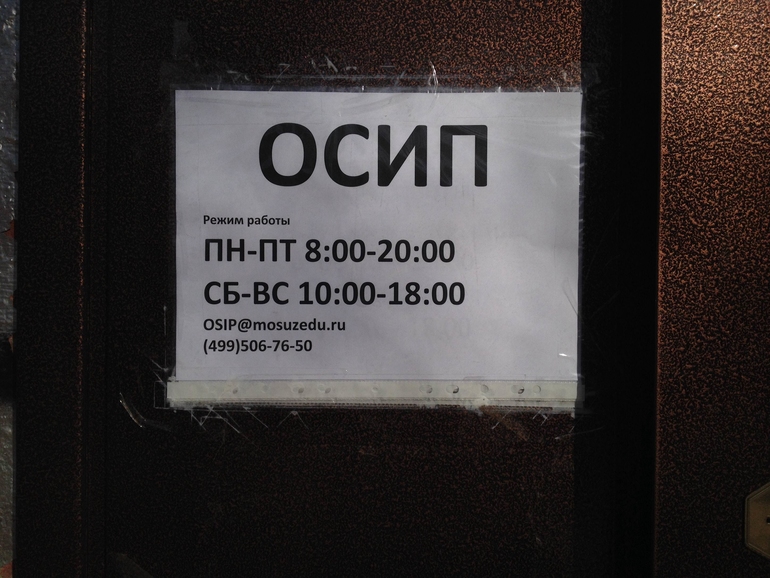 ОСИП
Режим работы
ПН-ПТ 8:00-20:00
СБ-ВС 10:00-18:00
OSIP@mosuzedu.ru
(499)506-76-50